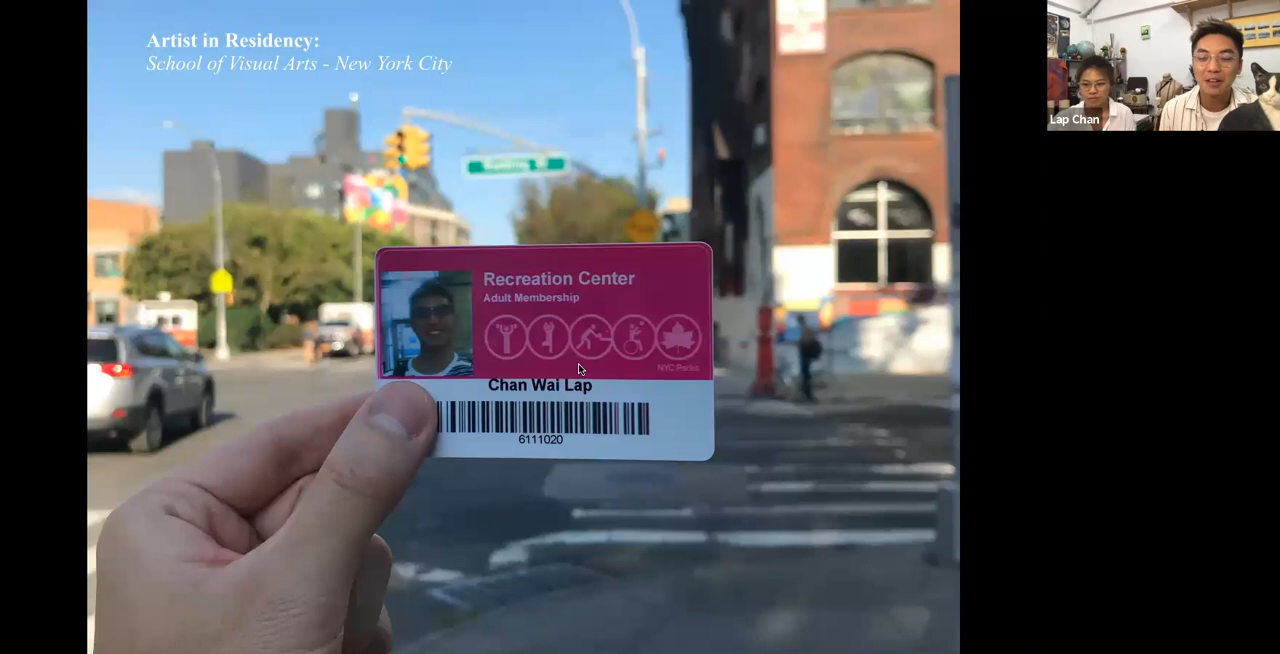 Artist in Residency:
School of Visual Arts - New York City
Recreation Center
Adult Membership
NYC Parks
Chan Wai Lap
6111020
Lap Chan